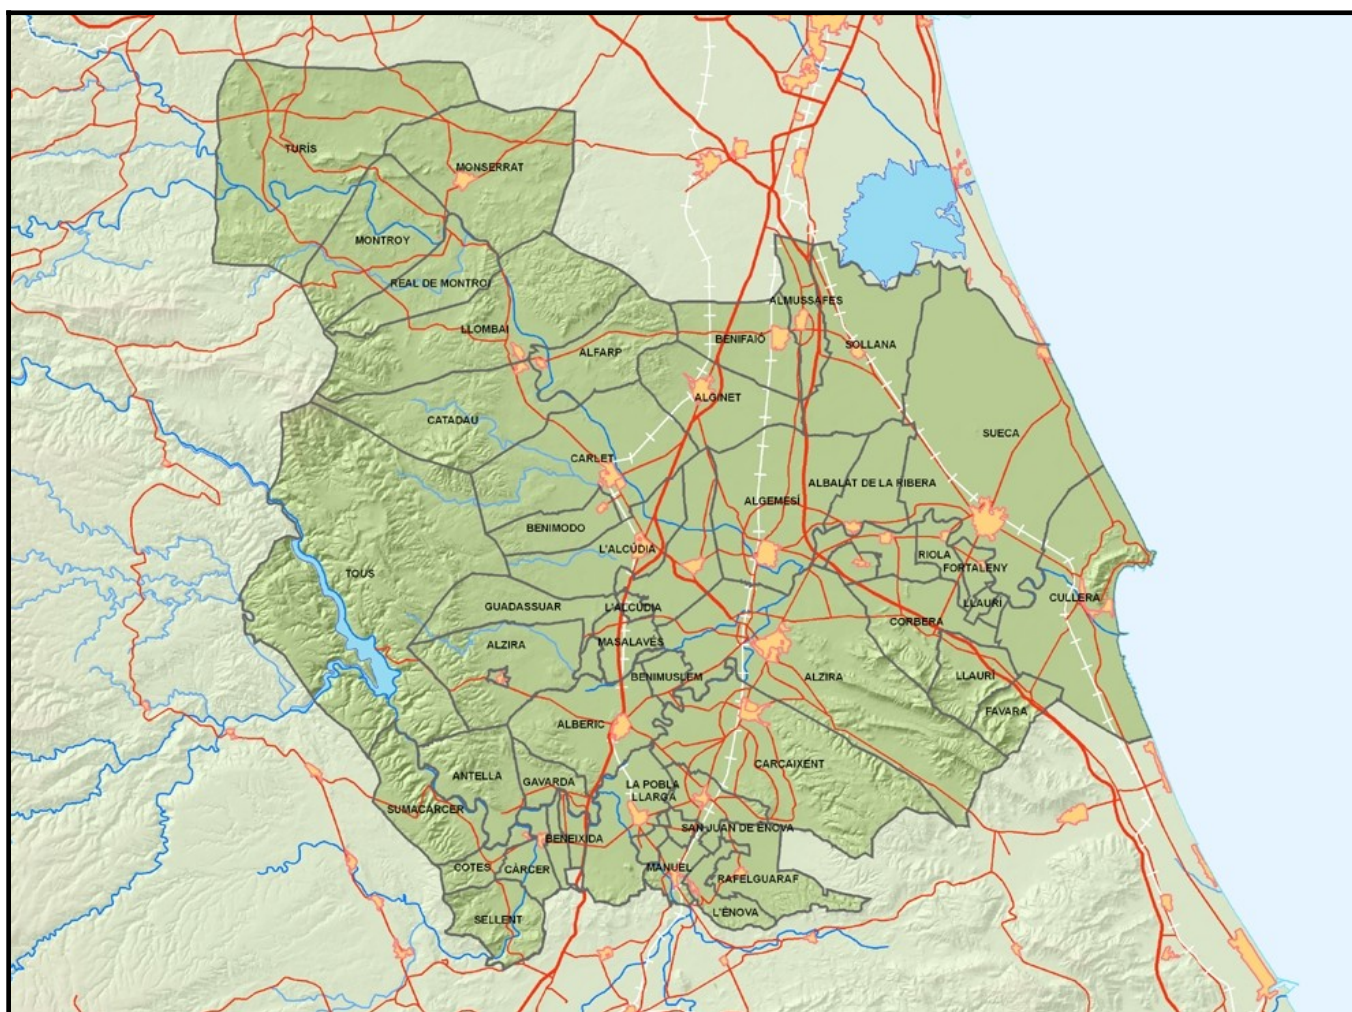 TURÍS
MONSERRAT
MONTROY
REAL DE MONTROI
ALMUSSAFES
LLOMBAI
BENIFAIÓ
SOLLANA
ALFARP
ALGINET
CATADAU
SUECA
CARLET
ALBALAT DE LA RIBERA
ALGEMESÍ
BENIMODO
L'ALCÚDIA
RIOLA
FORTALENY
TOUS
CULLERA
GUADASSUAR
L'ALCÚDIA
LLAURÍ
CORBERA
ALZIRA
MASALAVÉS
BENIMUSLEM
ALZIRA
LLAURÍ
FAVARA
ALBERIC
CARCAIXENT
ANTELLA
GAVARDA
LA POBLA
LLARGA
SUMACÀRCER
SAN JUAN DE ENOVA
BENEIXIDA
COTES
CÀRCER
MANUEL
RAFELGUARAF
L'ÈNOVA
SELLENT